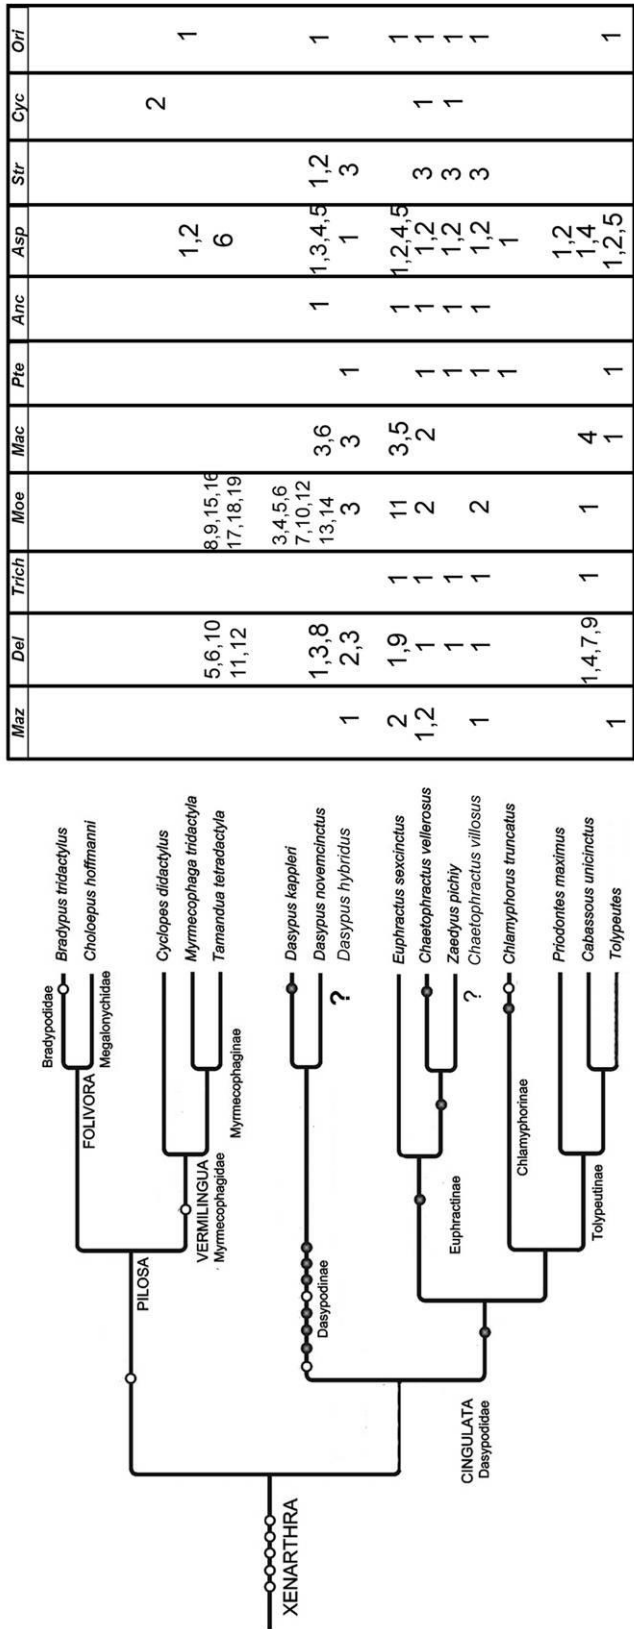 Maz Del Trich Moe Mac Pte Anc Asp Str Cyc Ori
XENARTHRA
PILOSA
FOLIVORA
Bradypodidae
Megalonychidae
VERMILINGUA
Myrmecophagidae
Myrmecophaginae
CINGULATA
Dasypodidae
Dasypodinae
Euphractinae
Chlamyphorinae
Tolypeutinae
Bradypus tridactylus
Choloepus hoffmanni
Cyclopes didactylus 2
Myrmecophaga tridactyla 1,2 1
Tamandua tetradactyla 5,6,10 8,9,15,16 6
11,12 17,18,19
Dasypus kappleri 3,4,5,6
7,10,12
Dasypus novemcinctus 1,3,8 13,14 3,6 1 1,3,4,5 1,2 1
? Dasypus hybridus 1 2,3 3 3 1 1 3
Euphractus sexcinctus 2 1,9 1 11 3,5 1 1,2,4,5 1
Chaetophractus vellerosus 1,2 1 1 2 2 1 1 1,2 3 1 1
Zaedyus pichiy 1 1 1 1 1,2 3 1 1
? Chaetophractus villosus 1 1 1 2 1 1 1,2 3 1
Chlamyphorus truncatus 1 1
Priodontes maximus 1,2
Cabassous unicinctus 1,4,7,9 1 1 4 1,4
Tolypeutes 1 1 1 1,2,5 1